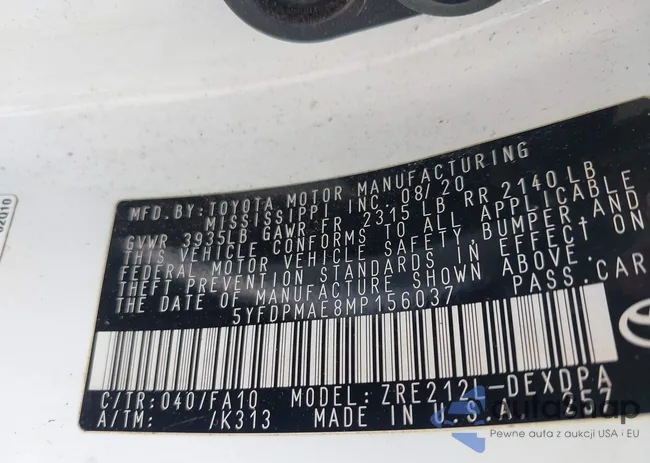 02010
MFD.BY:TOYOTA MOTOR MANUFACTURING
MISSISSIPPI INC. 08/20
GVWR 3935LB GAWR FR 2315 LB RR 2140 LB
THIS VEHICLE CONFORMS TO ALL APPLICABLE
FEDERAL MOTOR VEHICLE SAFETY, BUMPER, AND
THEFT PREVENTION STANDARDS IN EFFECT ON
THE DATE OF MANUFACTURE SHOWN ABOVE.
5YFDPMAE8MP156037 PASS.CAR
C/TR:040/FA10 MODEL:ZRE212L-DEXDPA
A/TM: /K313 MADE IN U.S.A. 257
Pewne auta z aukcji USA i EU